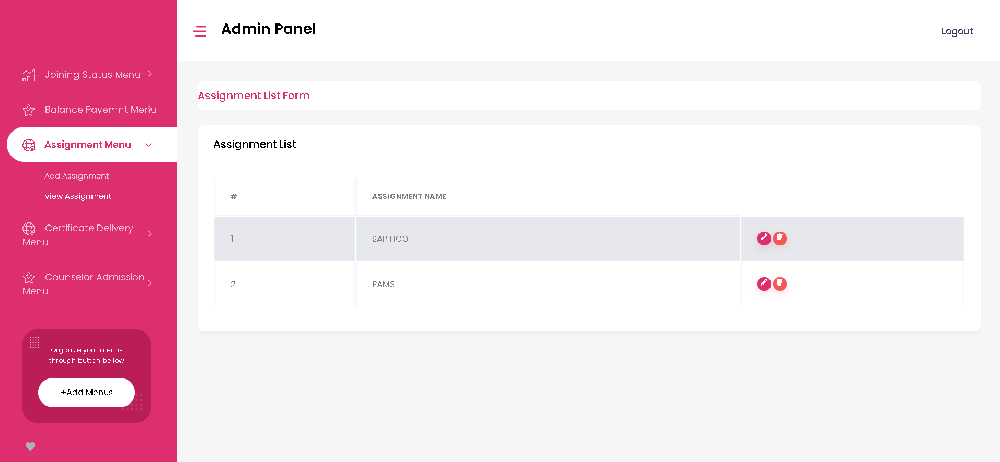 Admin Panel
Logout
Joining Status Menu
Balance Payemnt Menu
Assignment Menu
Add Assignment
View Assignment
Certificate Delivery
Menu
Counselor Admission
Menu
Organize your menus
through button bellow
+Add Menus
Assignment List Form
Assignment List
# ASSIGNMENT NAME
1 SAP FICO
2 PAMS